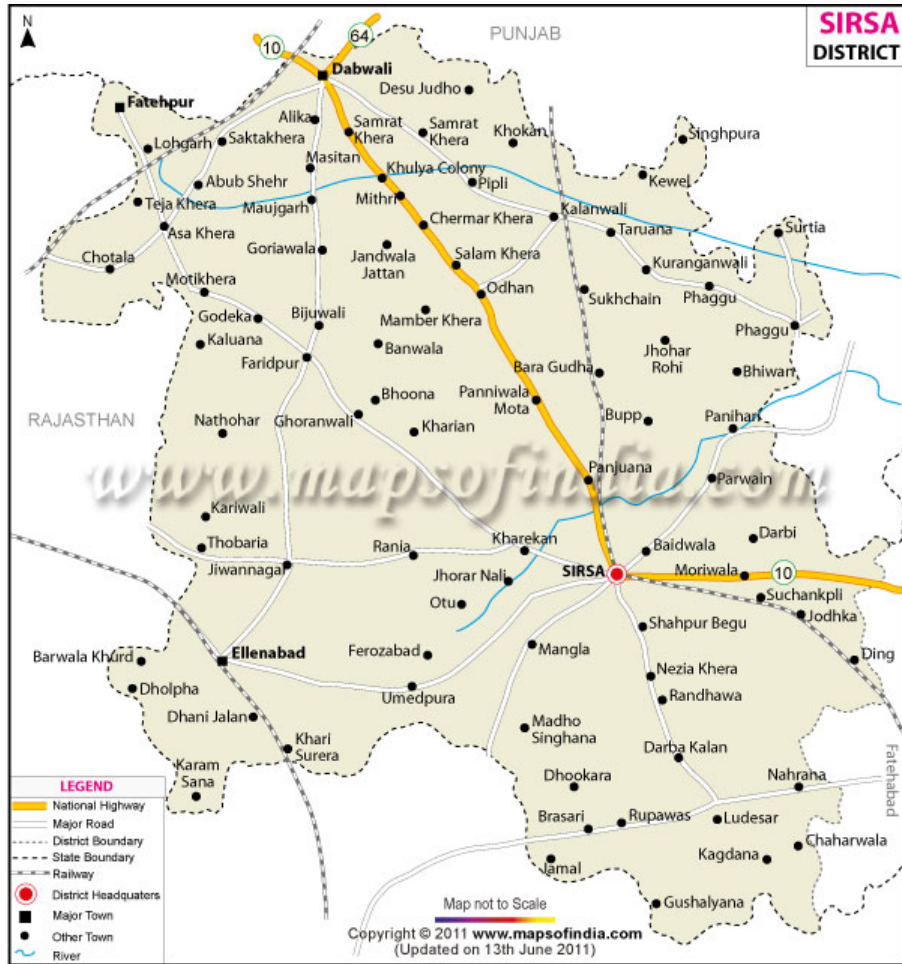 N
PUNJAB
SIRSA
DISTRICT
10
64
Dabwali
Desu Judho
Fatehpur
Alika
Samrat
Khera
Samrat
Khera
Khokan
Singhpura
Lohgarh
Saktakhera
Masitan
Khulya Colony
Pipli
Kewel
Abub Shehr
Mithri
Teja Khera
Maujgarh
Chermar Khera
Kalanwali
Taruana
Surtia
Asa Khera
Goriawala
Jandwala
Jattan
Salam Khera
Chotala
Kuranganwali
Motikhera
Odhan
Sukhchain
Phaggu
Godeka
Bijuwali
Mamber Khera
Phaggu
Kaluana
Faridpur
Banwala
Jhohar
Rohi
Bara Gudha
Bhiwan
RAJASTHAN
Bhoona
Panniwala
Mota
Nathohar
Ghoranwali
Kharian
Bupp
Panihari
www.mapsofindia.com
Panjuana
Parwain
Kariwali
Thobaria
Rania
Kharekan
Baidwala
Darbi
Jiwannagar
Jhorar Nali
SIRSA
Moriwala
10
Otu
Suchankpli
Jodhka
Shahpur Begu
Barwala Khurd
Ellenabad
Ferozabad
Mangla
Ding
Dholpha
Umedpura
Nezia Khera
Randhawa
Dhani Jalan
Madho
Singhana
Khari
Surera
Darba Kalan
Karam
Sana
Dhookara
Nahrana
Fatehabad
Brasari
Rupawas
Ludesar
Jamal
Kagdana
Chaharwala
Gushalyana
LEGEND
National Highway
Major Road
District Boundary
State Boundary
Railway
District Headquaters
Major Town
Other Town
River
Map not to Scale
Copyright © 2011 www.mapsofindia.com
(Updated on 13th June 2011)